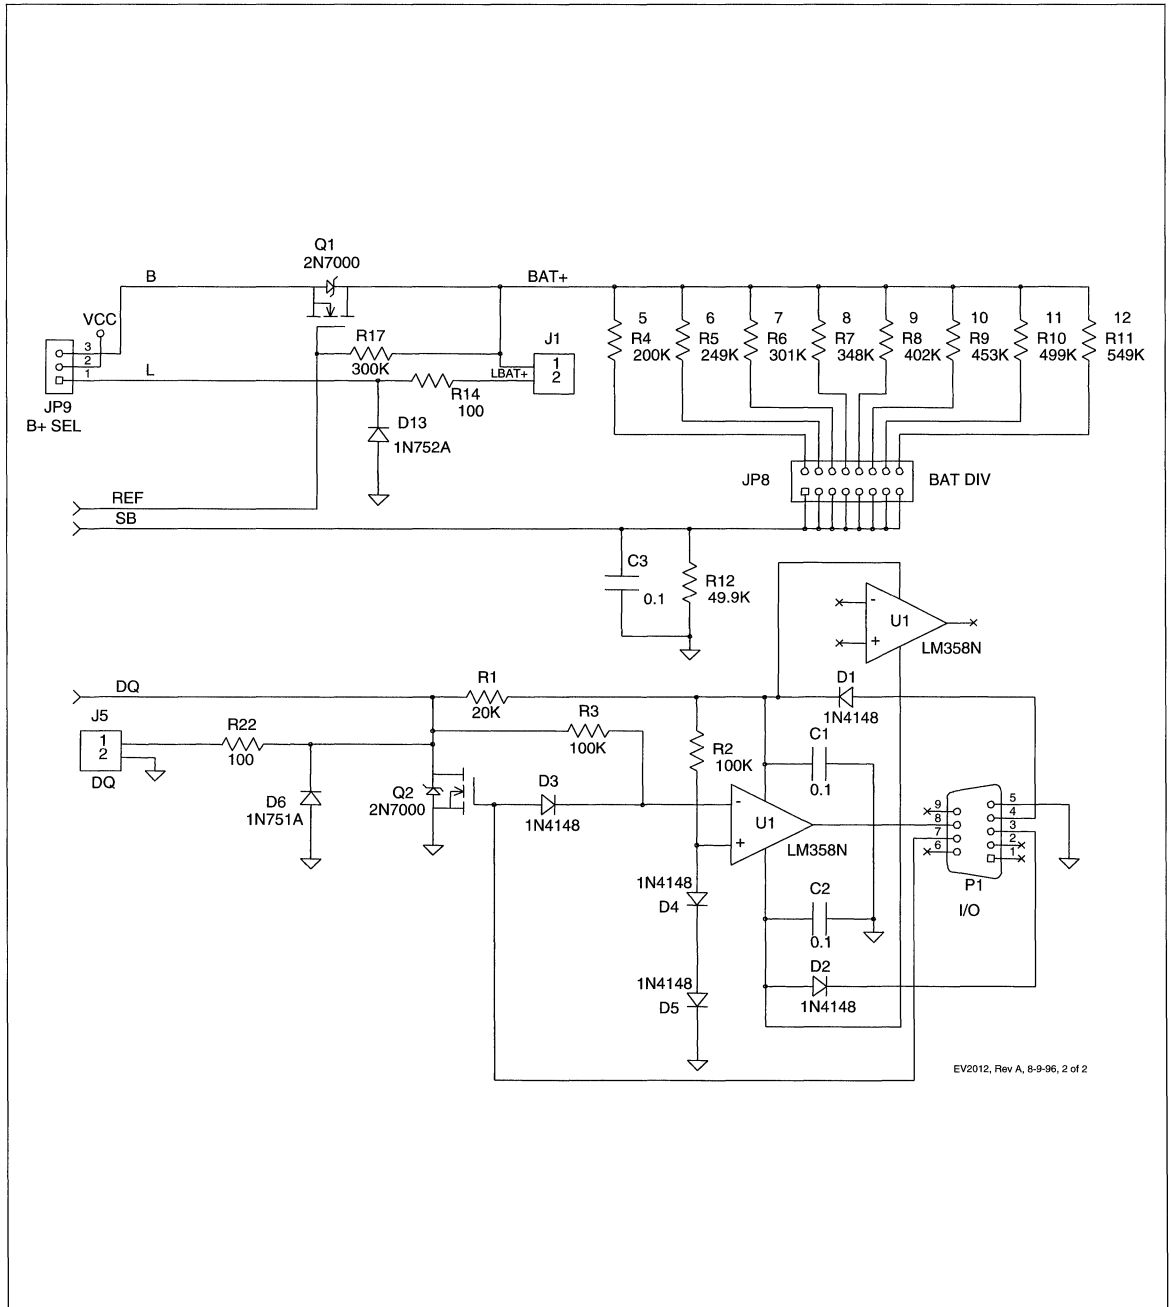 Q1
2N7000
B
BAT+
VCC
3
2
1
JP9
B+ SEL
L
R17
300K
R14
100
LBAT+
J1
1
2
D13
1N752A
5
R4
200K
6
R5
249K
7
R6
301K
8
R7
348K
9
R8
402K
10
R9
453K
11
R10
499K
12
R11
549K
JP8
BAT DIV
REF
SB
C3
0.1
R12
49.9K
-
+
U1
LM358N
DQ
R1
20K
D1
1N4148
J5
1
2
DQ
R22
100
R3
100K
R2
100K
C1
0.1
D6
1N751A
Q2
2N7000
D3
1N4148
-
+
U1
LM358N
9
8
7
6
5
4
3
2
1
P1
I/O
1N4148
D4
C2
0.1
1N4148
D5
D2
1N4148
EV2012, Rev A, 8-9-96, 2 of 2